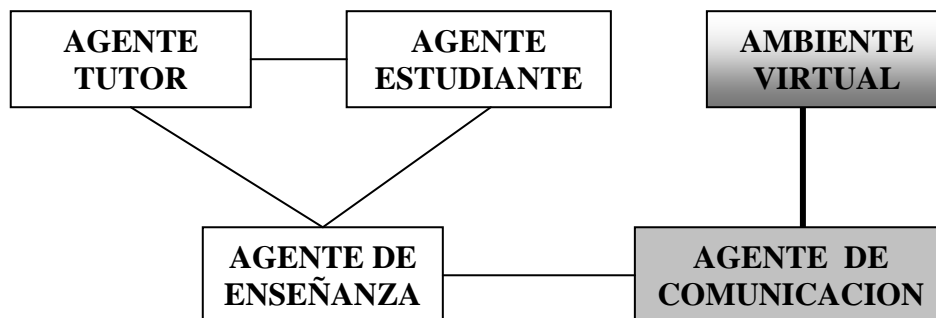 AGENTE
TUTOR
AGENTE
ESTUDIANTE
AMBIENTE
VIRTUAL
AGENTE DE
ENSEÑANZA
AGENTE DE
COMUNICACION